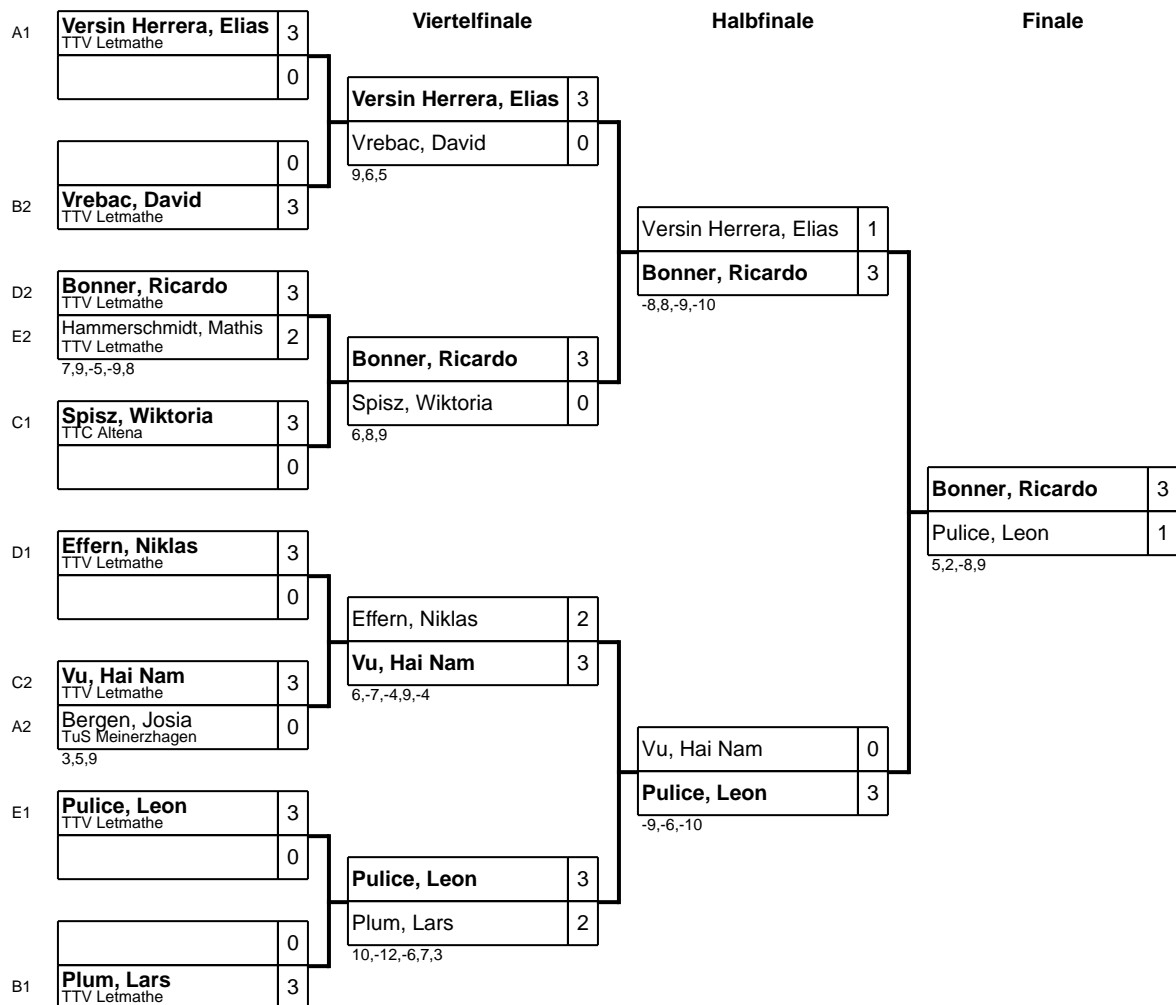 Viertelfinale Halbfinale Finale
A1 Versin Herrera, Elias 3
TTV Letmathe
0
0
B2 Vrebac, David 3
TTV Letmathe
D2 Bonner, Ricardo 3
TTV Letmathe
E2 Hammerschmidt, Mathis 2
TTV Letmathe
7,9,-5,-9,8
C1 Spisz, Wiktoria 3
TTC Altena
0
D1 Effern, Niklas 3
TTV Letmathe
0
C2 Vu, Hai Nam 3
TTV Letmathe
A2 Bergen, Josia 0
TuS Meinerzhagen
3,5,9
E1 Pulice, Leon 3
TTV Letmathe
0
0
B1 Plum, Lars 3
TTV Letmathe
Versin Herrera, Elias 3
Vrebac, David 0
9,6,5
Bonner, Ricardo 3
Spisz, Wiktoria 0
6,8,9
Effern, Niklas 2
Vu, Hai Nam 3
6,-7,-4,9,-4
Pulice, Leon 3
Plum, Lars 2
10,-12,-6,7,3
Versin Herrera, Elias 1
Bonner, Ricardo 3
-8,8,-9,-10
Vu, Hai Nam 0
Pulice, Leon 3
-9,-6,-10
Bonner, Ricardo 3
Pulice, Leon 1
5,2,-8,9